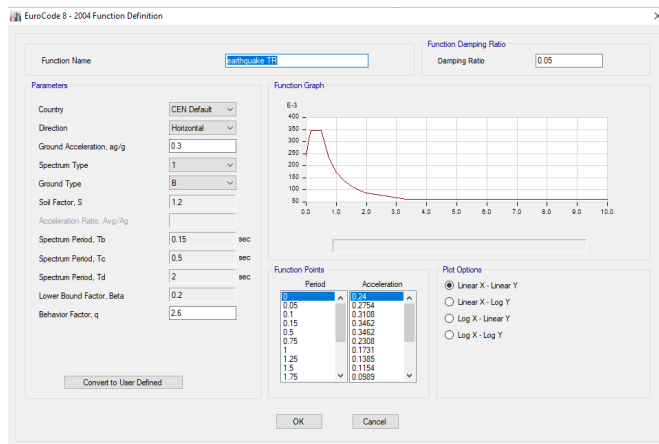 EuroCode 8 - 2004 Function Definition
Function Name
earthquake TR
Function Damping Ratio
Damping Ratio
0.05
Parameters
Country
CEN Default
Direction
Horizontal
Ground Acceleration, ag/g
0.3
Spectrum Type
1
Ground Type
B
Soil Factor, S
1.2
Acceleration Ratio, Avg/Ag
Spectrum Period, Tb
0.15
sec
Spectrum Period, Tc
0.5
sec
Spectrum Period, Td
2
sec
Lower Bound Factor, Beta
0.2
Behavior Factor, q
2.6
Convert to User Defined
Function Graph
E-3
400
350
300
250
200
150
100
50
0.0 1.0 2.0 3.0 4.0 5.0 6.0 7.0 8.0 9.0 10.0
Function Points
Period Acceleration
0 0.24
0.05 0.2754
0.1 0.3108
0.15 0.3462
0.5 0.3462
0.75 0.2308
1 0.1731
1.25 0.1385
1.5 0.1154
1.75 0.0989
Plot Options
Linear X - Linear Y
Linear X - Log Y
Log X - Linear Y
Log X - Log Y
OK
Cancel